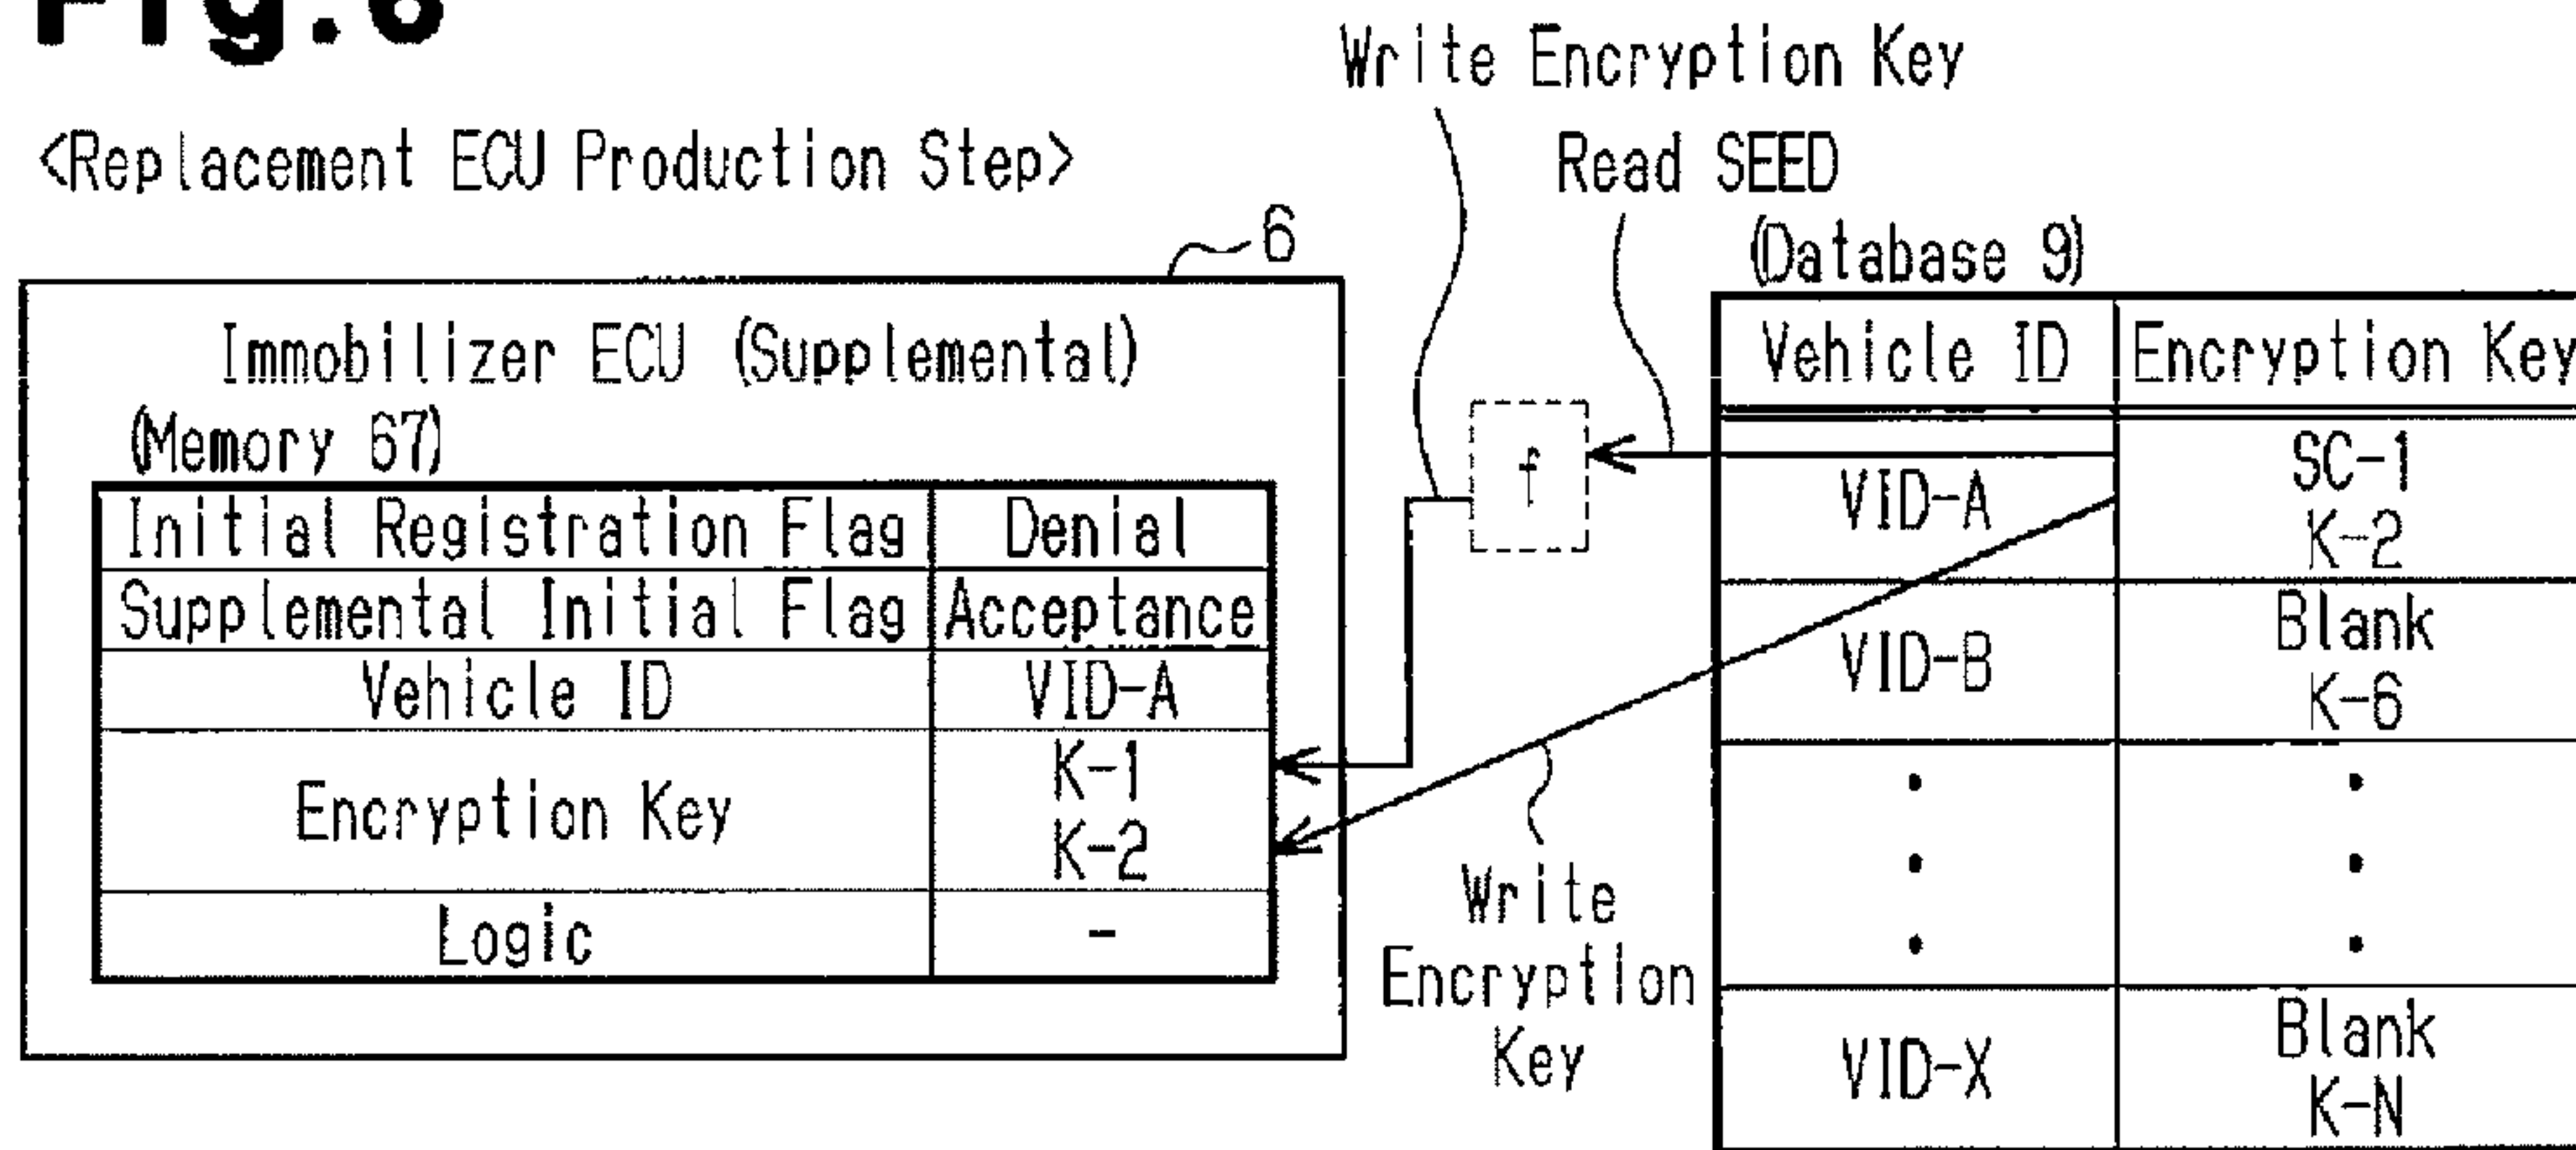 Fig.6
<Replacement ECU Production Step>
Write Encryption Key
Read SEED
6
Immobilizer ECU (Supplemental)
(Memory 67)
Initial Registration Flag Denial
Supplemental Initial Flag Acceptance
Vehicle ID VID-A
Encryption Key K-1
K-2
Logic -
f
Write
Encryption
Key
(Database 9)
Vehicle ID Encryption Key
VID-A SC-1
K-2
VID-B Blank
K-6
VID-X Blank
K-N